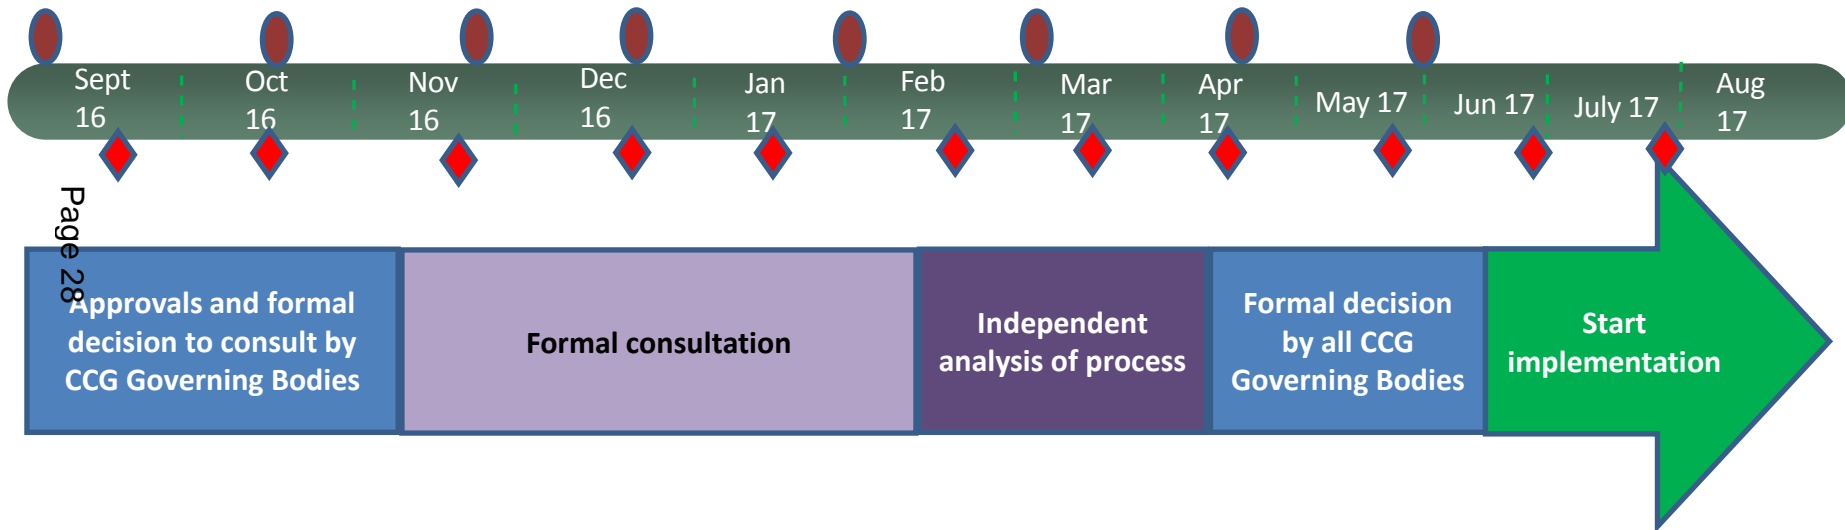 Sept
16
Oct
16
Nov
16
Dec
16
Jan
17
Feb
17
Mar
17
Apr
17
May 17
Jun 17
July 17
Aug
17
Page 28
Approvals and formal
decision to consult by
CCG Governing Bodies
Formal consultation
Independent
analysis of process
Formal decision
by all CCG
Governing Bodies
Start
implementation